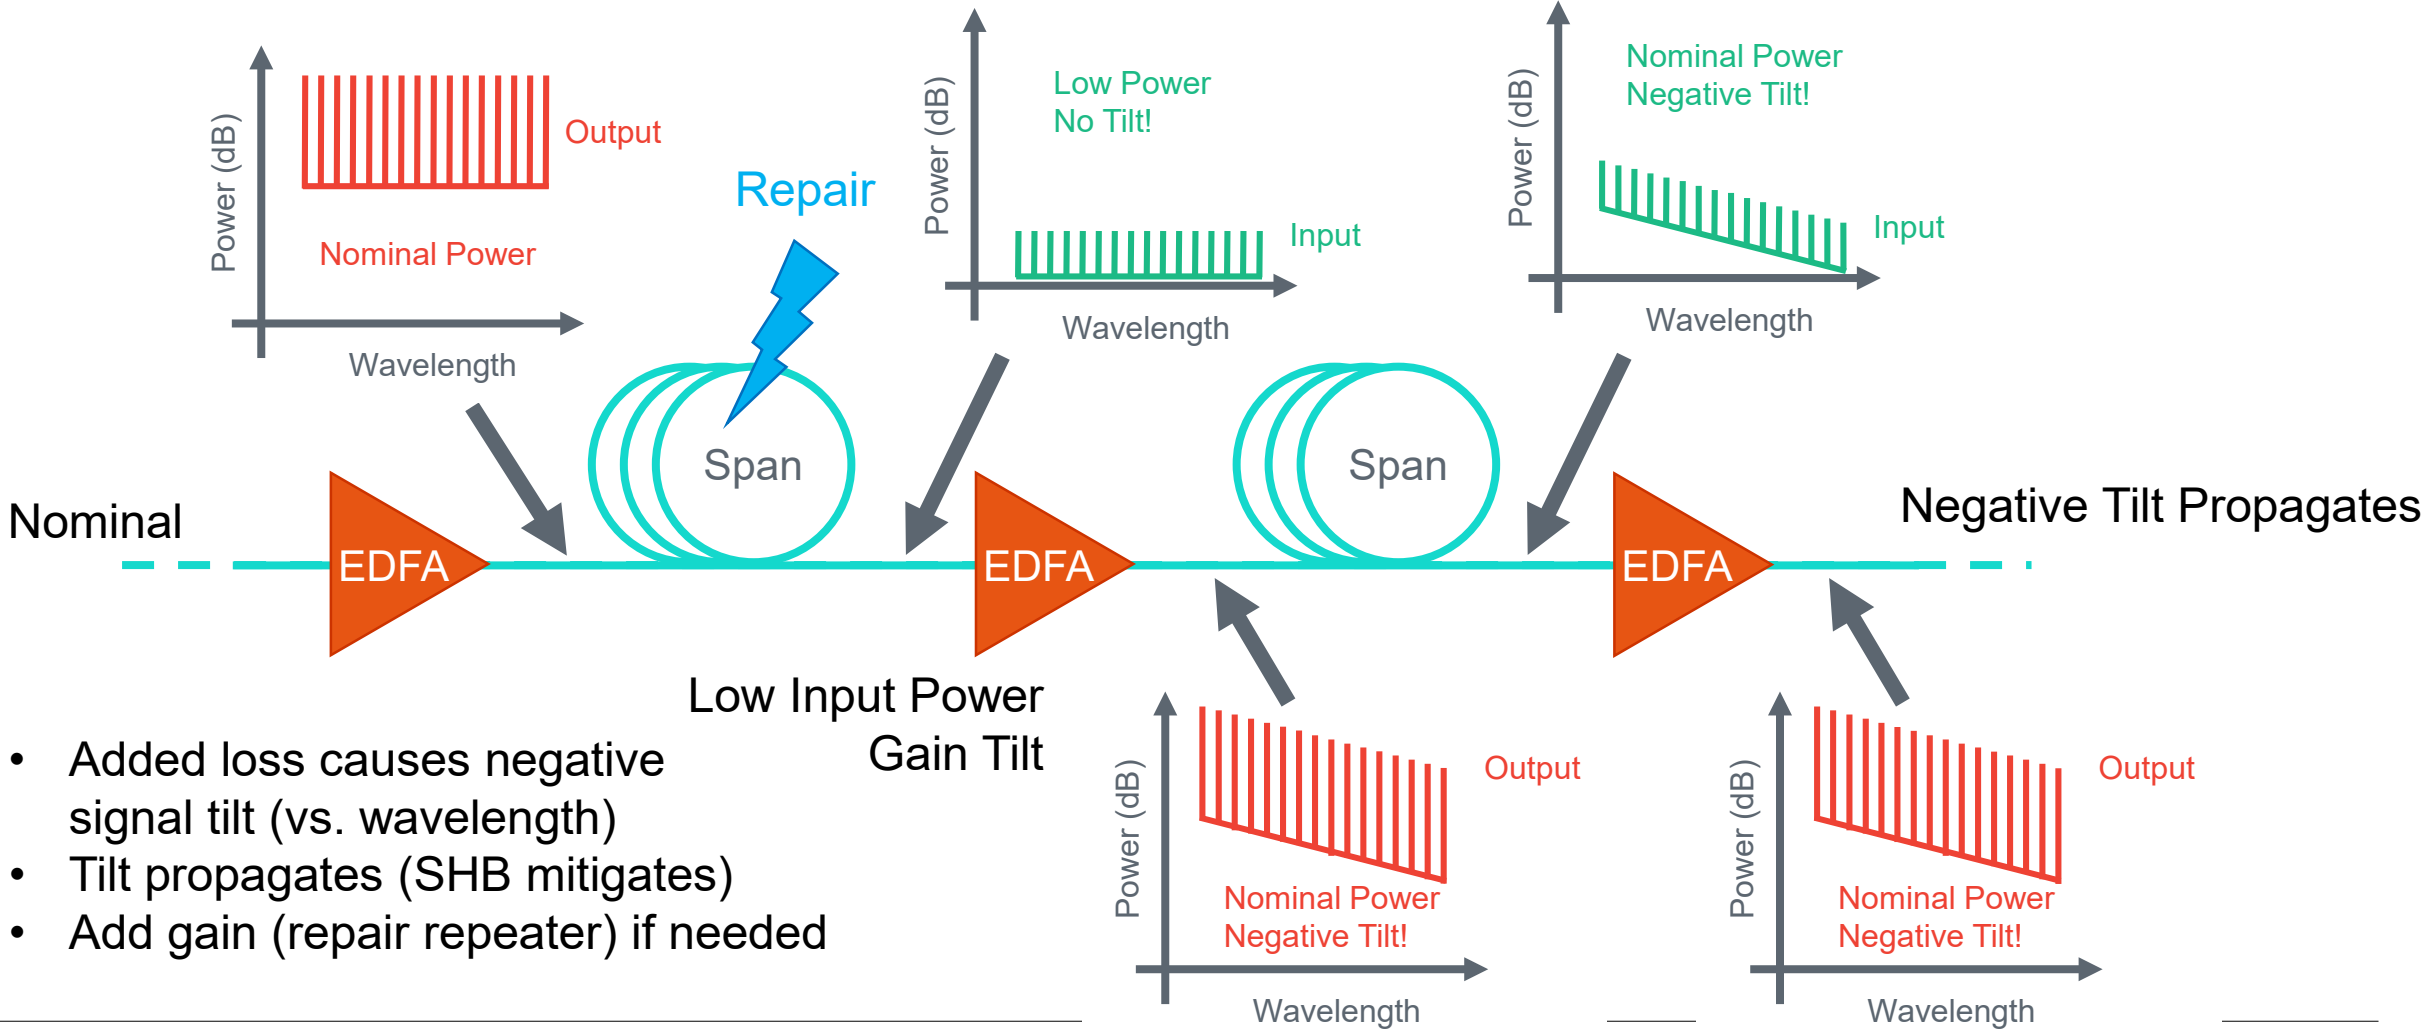 Power (dB)
Output
Nominal Power
Wavelength
Repair
Power (dB)
Low Power
No Tilt!
Input
Wavelength
Power (dB)
Nominal Power
Negative Tilt!
Input
Wavelength
Span
Span
Nominal
EDFA
EDFA
EDFA
Negative Tilt Propagates
Low Input Power
Gain Tilt
• Added loss causes negative
signal tilt (vs. wavelength)
• Tilt propagates (SHB mitigates)
• Add gain (repair repeater) if needed
Power (dB)
Output
Nominal Power
Negative Tilt!
Wavelength
Power (dB)
Output
Nominal Power
Negative Tilt!
Wavelength